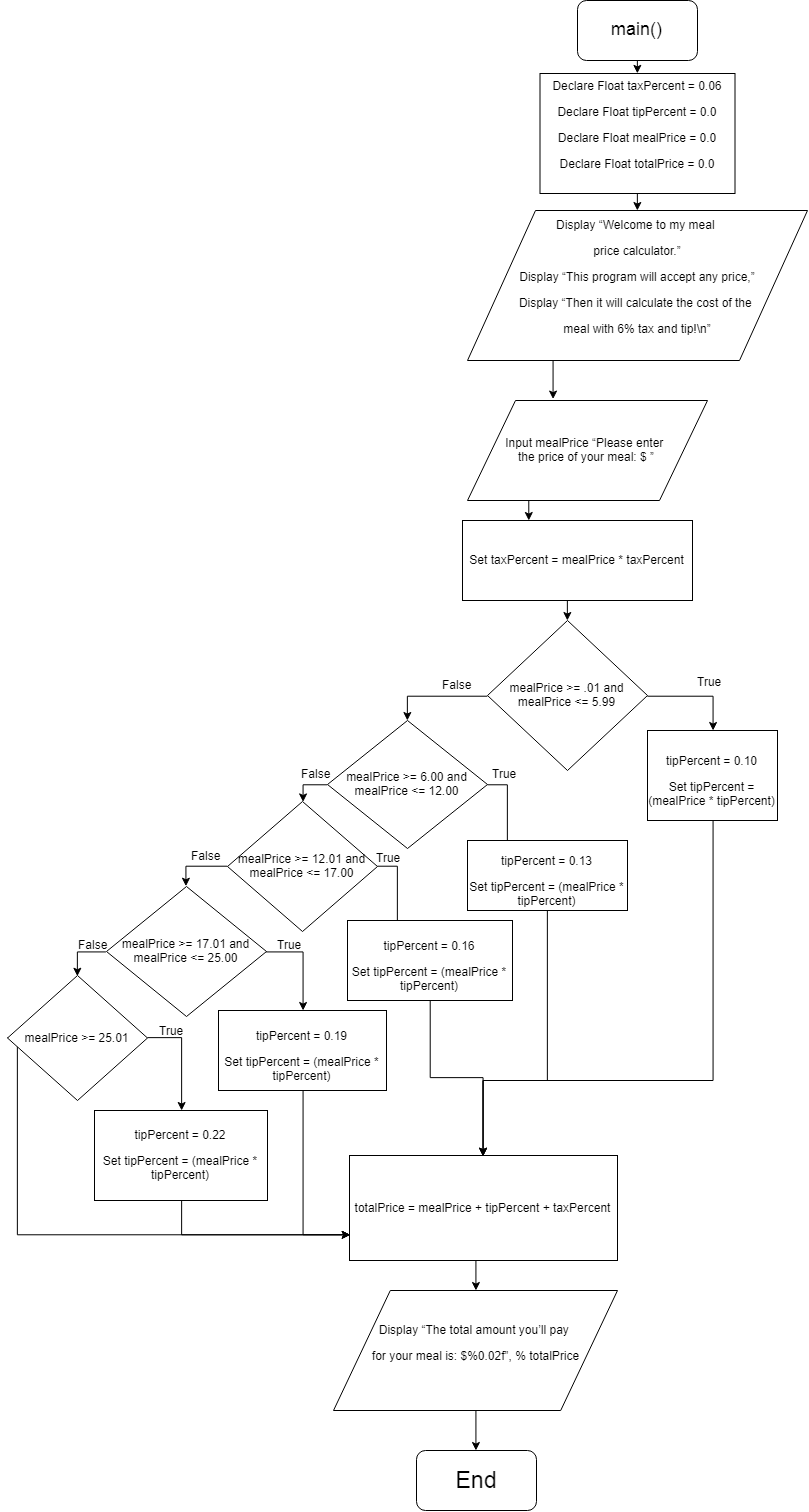 main()
Declare Float taxPercent = 0.06
Declare Float tipPercent = 0.0
Declare Float mealPrice = 0.0
Declare Float totalPrice = 0.0
Display “Welcome to my meal
price calculator.”
Display “This program will accept any price,”
Display “Then it will calculate the cost of the
meal with 6% tax and tip!\n”
Input mealPrice “Please enter
the price of your meal: $ ”
Set taxPercent = mealPrice * taxPercent
mealPrice >= .01 and
mealPrice <= 5.99
False
True
tipPercent = 0.10
Set tipPercent =
(mealPrice * tipPercent)
mealPrice >= 6.00 and
mealPrice <= 12.00
False
True
tipPercent = 0.13
Set tipPercent = (mealPrice *
tipPercent)
mealPrice >= 12.01 and
mealPrice <= 17.00
False
True
tipPercent = 0.16
Set tipPercent = (mealPrice *
tipPercent)
mealPrice >= 17.01 and
mealPrice <= 25.00
False
True
tipPercent = 0.19
Set tipPercent = (mealPrice *
tipPercent)
mealPrice >= 25.01
True
tipPercent = 0.22
Set tipPercent = (mealPrice *
tipPercent)
totalPrice = mealPrice + tipPercent + taxPercent
Display “The total amount you’ll pay
for your meal is: $%0.02f”, % totalPrice
End